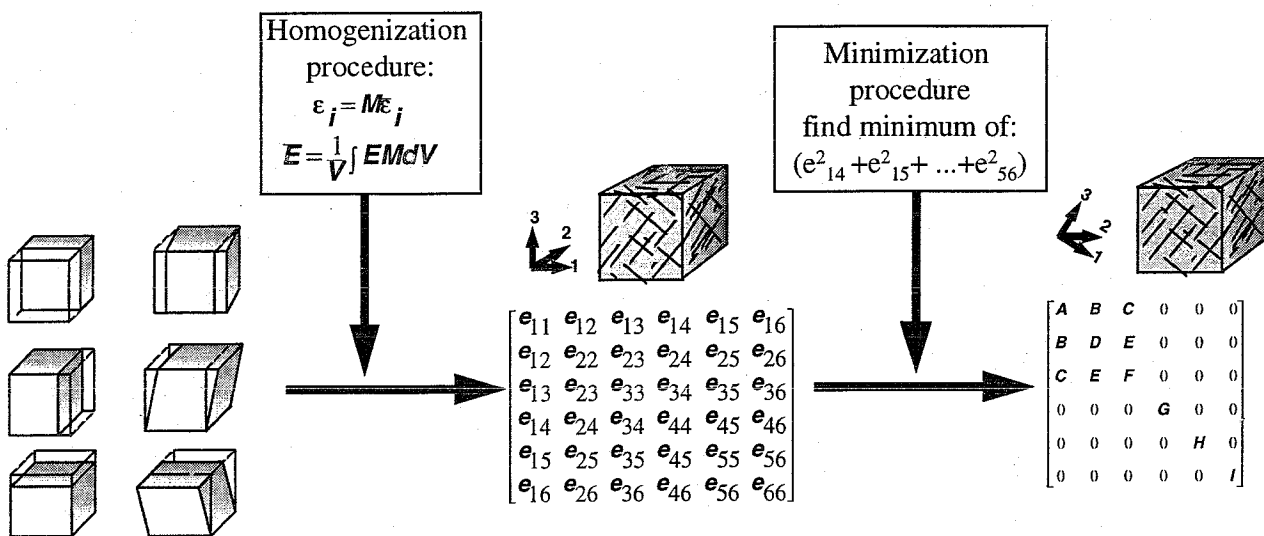 Homogenization
procedure:
ε i = M ε̅ i
E̅ = 1/V ∫ EMdV
Minimization
procedure
find minimum of:
(e²₁₄ +e²₁₅+ ...+e²₅₆)
3
2
1
3
2
1
e₁₁ e₁₂ e₁₃ e₁₄ e₁₅ e₁₆
e₁₂ e₂₂ e₂₃ e₂₄ e₂₅ e₂₆
e₁₃ e₂₃ e₃₃ e₃₄ e₃₅ e₃₆
e₁₄ e₂₄ e₃₄ e₄₄ e₄₅ e₄₆
e₁₅ e₂₅ e₃₅ e₄₅ e₅₅ e₅₆
e₁₆ e₂₆ e₃₆ e₄₆ e₅₆ e₆₆
A B C 0 0 0
B D E 0 0 0
C E F 0 0 0
0 0 0 G 0 0
0 0 0 0 H 0
0 0 0 0 0 I